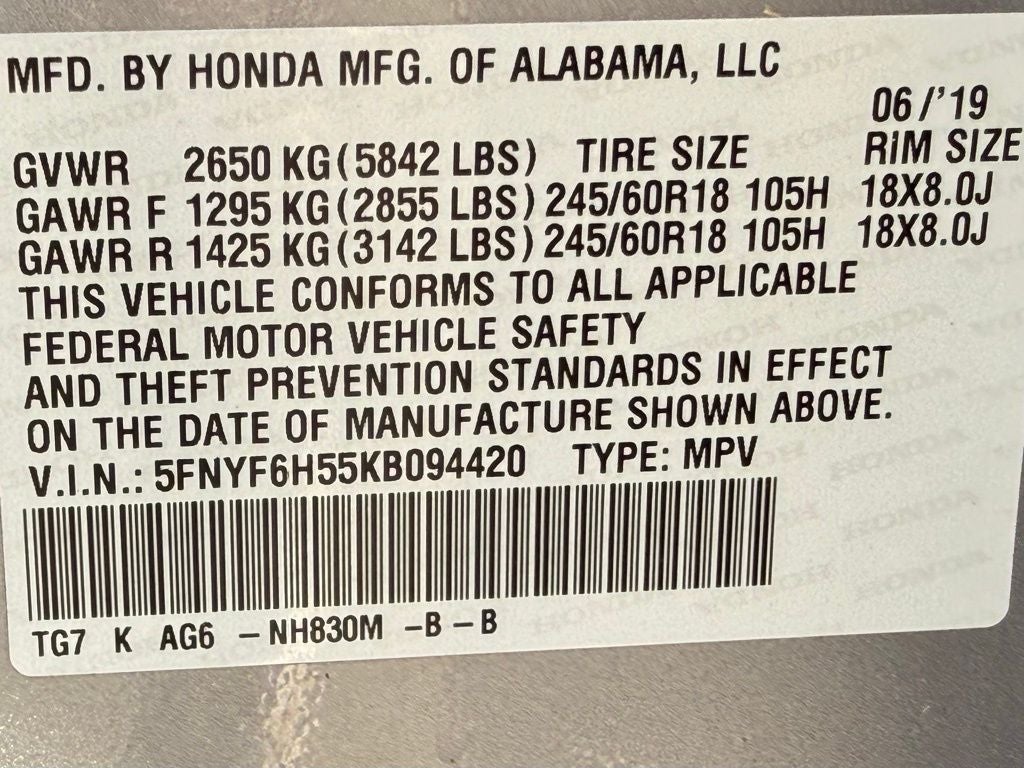 MFD. BY HONDA MFG. OF ALABAMA, LLC
06/'19
GVWR 2650 KG(5842 LBS) TIRE SIZE RIM SIZE
GAWR F 1295 KG(2855 LBS) 245/60R18 105H 18X8.0J
GAWR R 1425 KG(3142 LBS) 245/60R18 105H 18X8.0J
THIS VEHICLE CONFORMS TO ALL APPLICABLE
FEDERAL MOTOR VEHICLE SAFETY
AND THEFT PREVENTION STANDARDS IN EFFECT
ON THE DATE OF MANUFACTURE SHOWN ABOVE.
V.I.N.: 5FNYF6H55KB094420 TYPE: MPV
TG7 K AG6 -NH830M -B-B